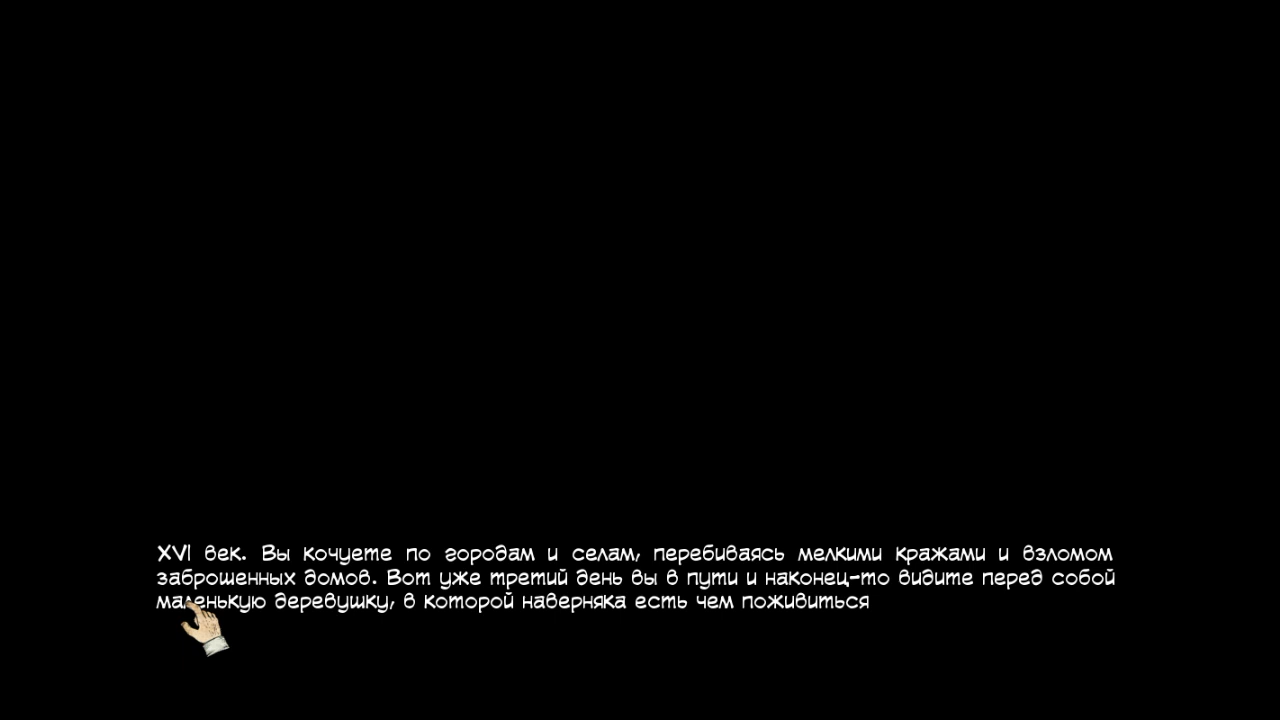 XVI век. Вы кочуете по городам и селам, перебиваясь мелкими кражами и взломом
заброшенных домов. Вот уже третий день вы в пути и наконец-то видите перед собой
маленькую деревушку, в которой наверняка есть чем поживиться